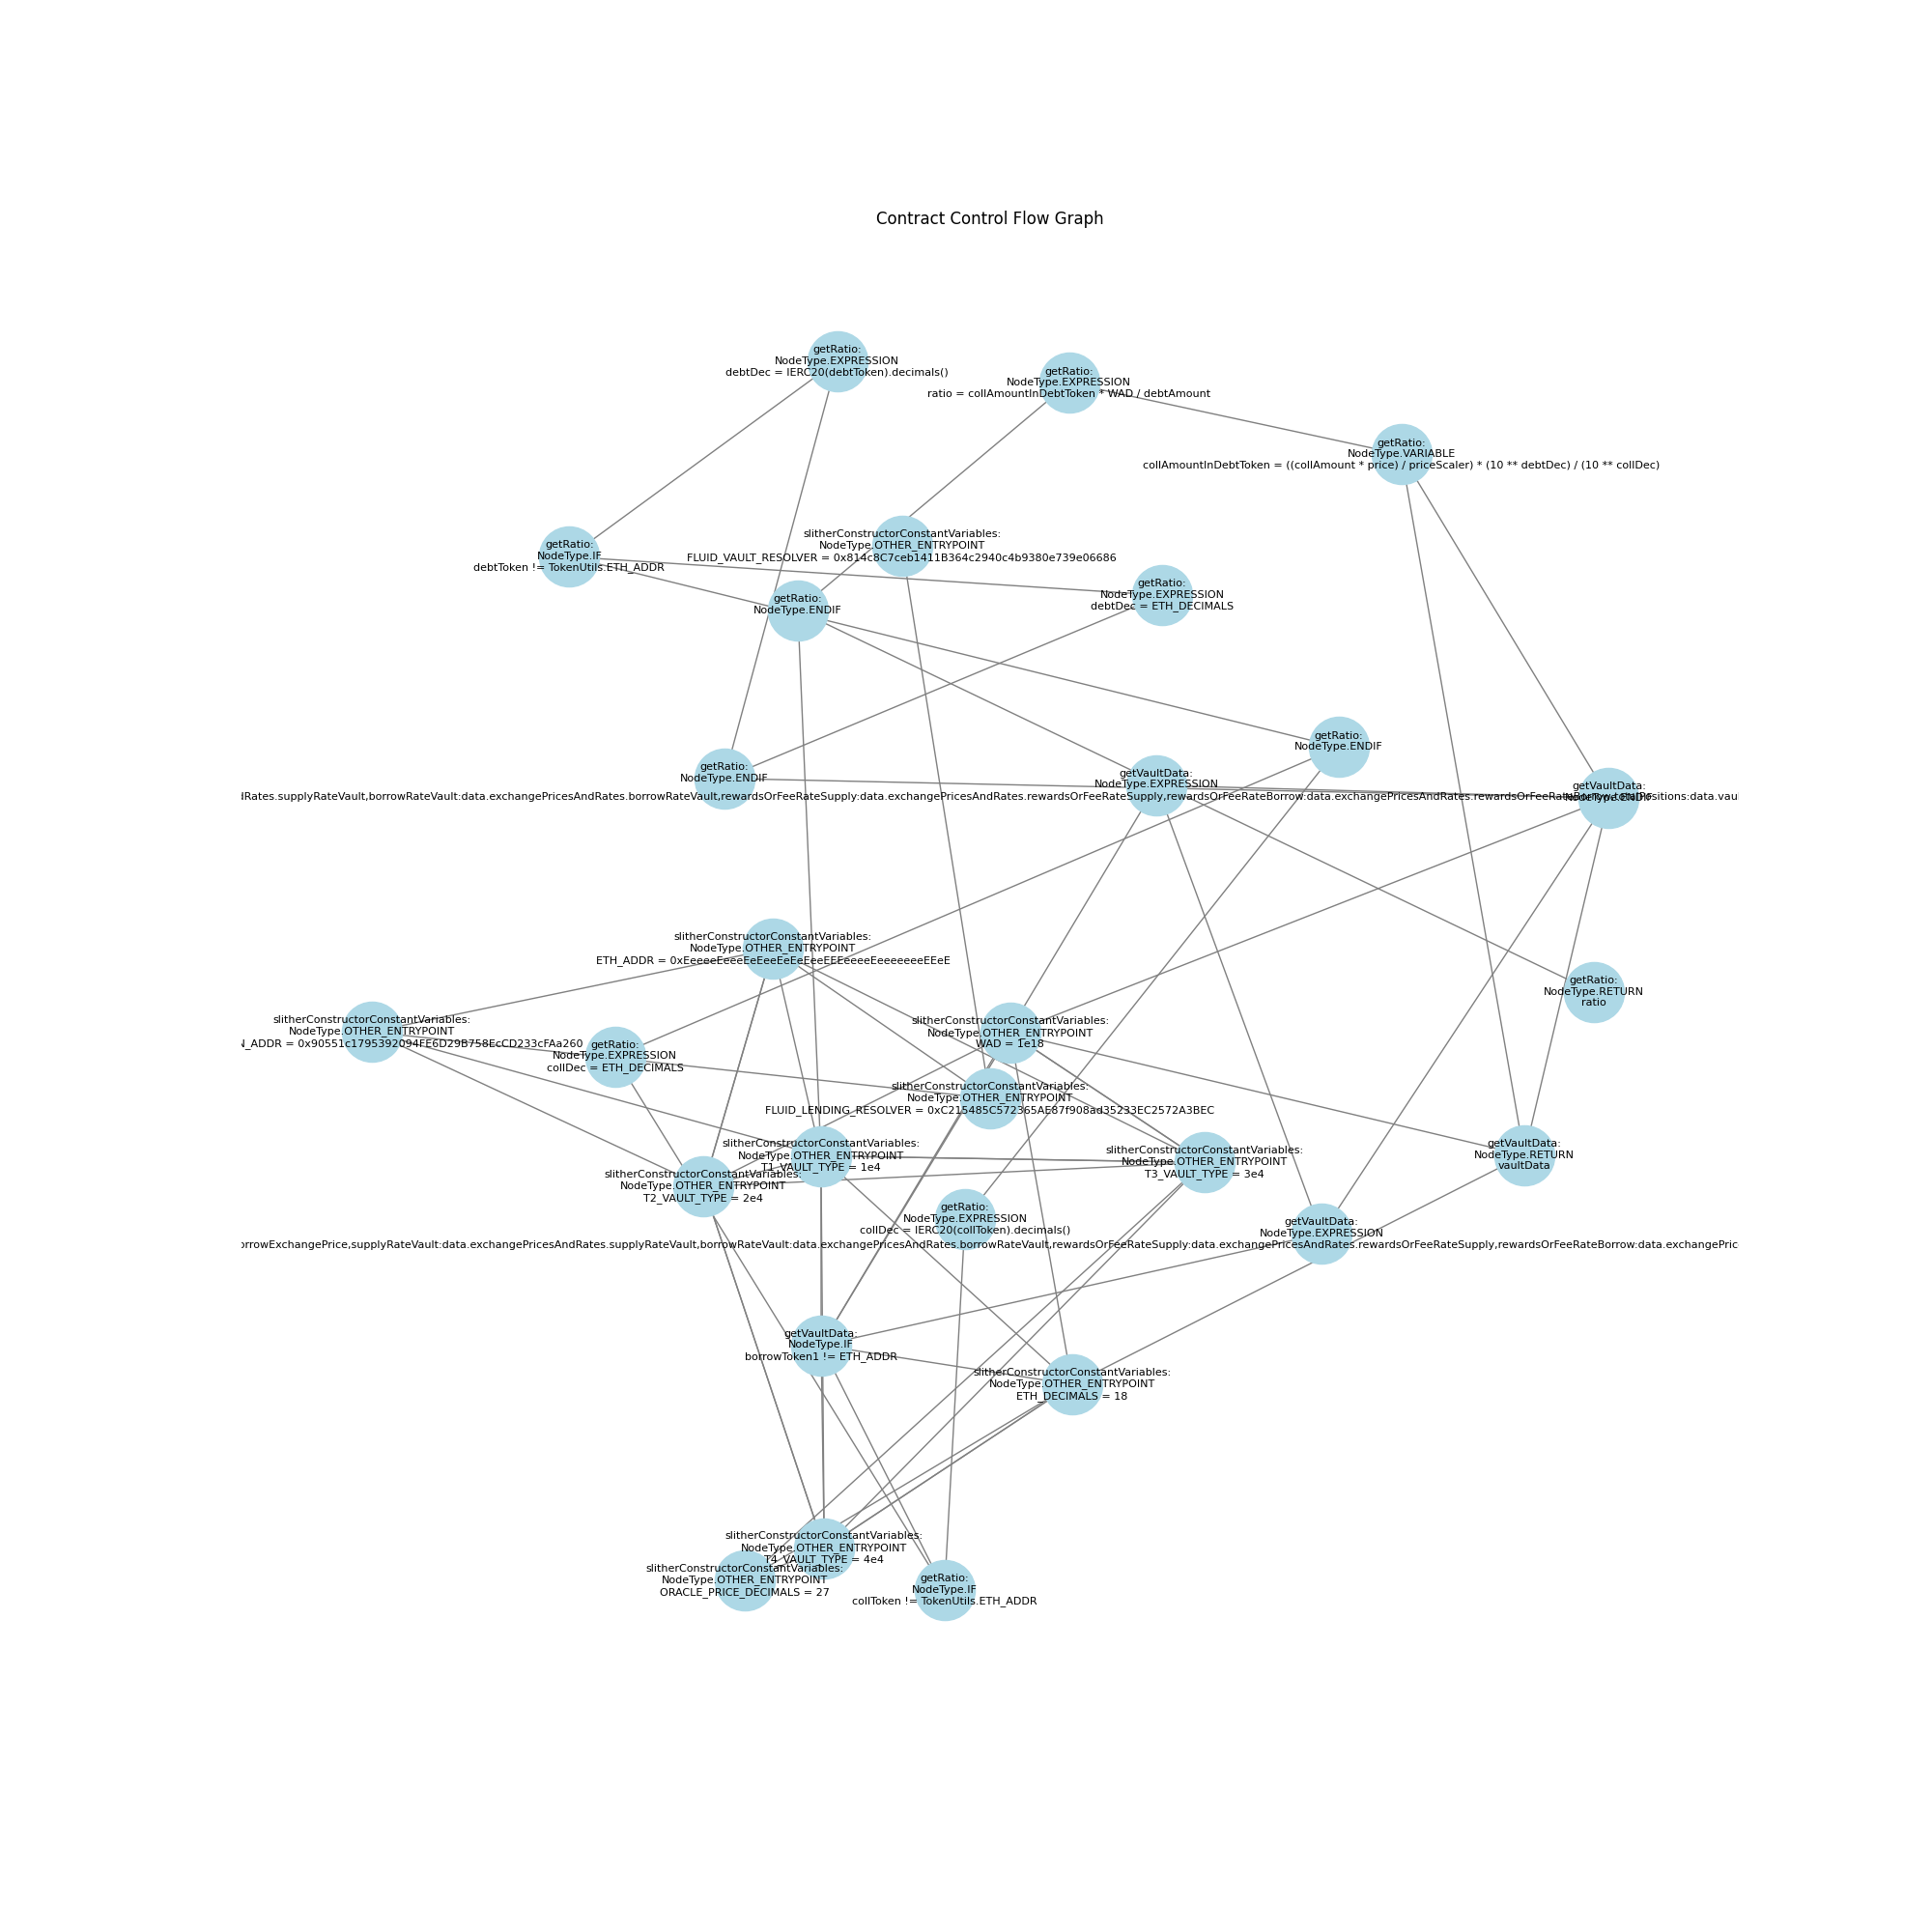 Contract Control Flow Graph
getRatio:
NodeType.EXPRESSION
debtDec = IERC20(debtToken).decimals()
getRatio:
NodeType.EXPRESSION
ratio = collAmountInDebtToken * WAD / debtAmount
getRatio:
NodeType.VARIABLE
collAmountInDebtToken = ((collAmount * price) / priceScaler) * (10 ** debtDec) / (10 ** collDec)
slitherConstructorConstantVariables:
NodeType.OTHER_ENTRYPOINT
FLUID_VAULT_RESOLVER = 0x814c8C7ceb1411B364c2940c4b9380e739e06686
getRatio:
NodeType.IF
debtToken != TokenUtils.ETH_ADDR
getRatio:
NodeType.EXPRESSION
debtDec = ETH_DECIMALS
getRatio:
NodeType.ENDIF
getRatio:
NodeType.ENDIF
getRatio:
NodeType.ENDIF
getVaultData:
NodeType.EXPRESSION
lRates.supplyRateVault,borrowRateVault:data.exchangePricesAndRates.borrowRateVault,rewardsOrFeeRateSupply:data.exchangePricesAndRates.rewardsOrFeeRateSupply,rewardsOrFeeRateBorrow:data.exchangePricesAndRates.rewardsOrFeeRateBorrow,totalPositions:data.vaul
getVaultData:
NodeType.ENDIF
slitherConstructorConstantVariables:
NodeType.OTHER_ENTRYPOINT
ETH_ADDR = 0xEeeeeEeeeEeEeeEeEeEeeEEEeeeeEeeeeeeeEEeE
getRatio:
NodeType.RETURN
ratio
slitherConstructorConstantVariables:
NodeType.OTHER_ENTRYPOINT
N_ADDR = 0x90551c1795392094FE6D29B758EcCD233cFAa260
slitherConstructorConstantVariables:
NodeType.OTHER_ENTRYPOINT
WAD = 1e18
getRatio:
NodeType.EXPRESSION
collDec = ETH_DECIMALS
slitherConstructorConstantVariables:
NodeType.OTHER_ENTRYPOINT
FLUID_LENDING_RESOLVER = 0xC215485C572365AE87f908ad35233EC2572A3BEC
slitherConstructorConstantVariables:
NodeType.OTHER_ENTRYPOINT
T1_VAULT_TYPE = 1e4
getVaultData:
NodeType.RETURN
vaultData
slitherConstructorConstantVariables:
NodeType.OTHER_ENTRYPOINT
T3_VAULT_TYPE = 3e4
slitherConstructorConstantVariables:
NodeType.OTHER_ENTRYPOINT
T2_VAULT_TYPE = 2e4
getRatio:
NodeType.EXPRESSION
collDec = IERC20(collToken).decimals()
getVaultData:
NodeType.EXPRESSION
orrowExchangePrice,supplyRateVault:data.exchangePricesAndRates.supplyRateVault,borrowRateVault:data.exchangePricesAndRates.borrowRateVault,rewardsOrFeeRateSupply:data.exchangePricesAndRates.rewardsOrFeeRateSupply,rewardsOrFeeRateBorrow:data.exchangePric
getVaultData:
NodeType.IF
borrowToken1 != ETH_ADDR
slitherConstructorConstantVariables:
NodeType.OTHER_ENTRYPOINT
ETH_DECIMALS = 18
slitherConstructorConstantVariables:
NodeType.OTHER_ENTRYPOINT
T4_VAULT_TYPE = 4e4
slitherConstructorConstantVariables:
NodeType.OTHER_ENTRYPOINT
ORACLE_PRICE_DECIMALS = 27
getRatio:
NodeType.IF
collToken != TokenUtils.ETH_ADDR